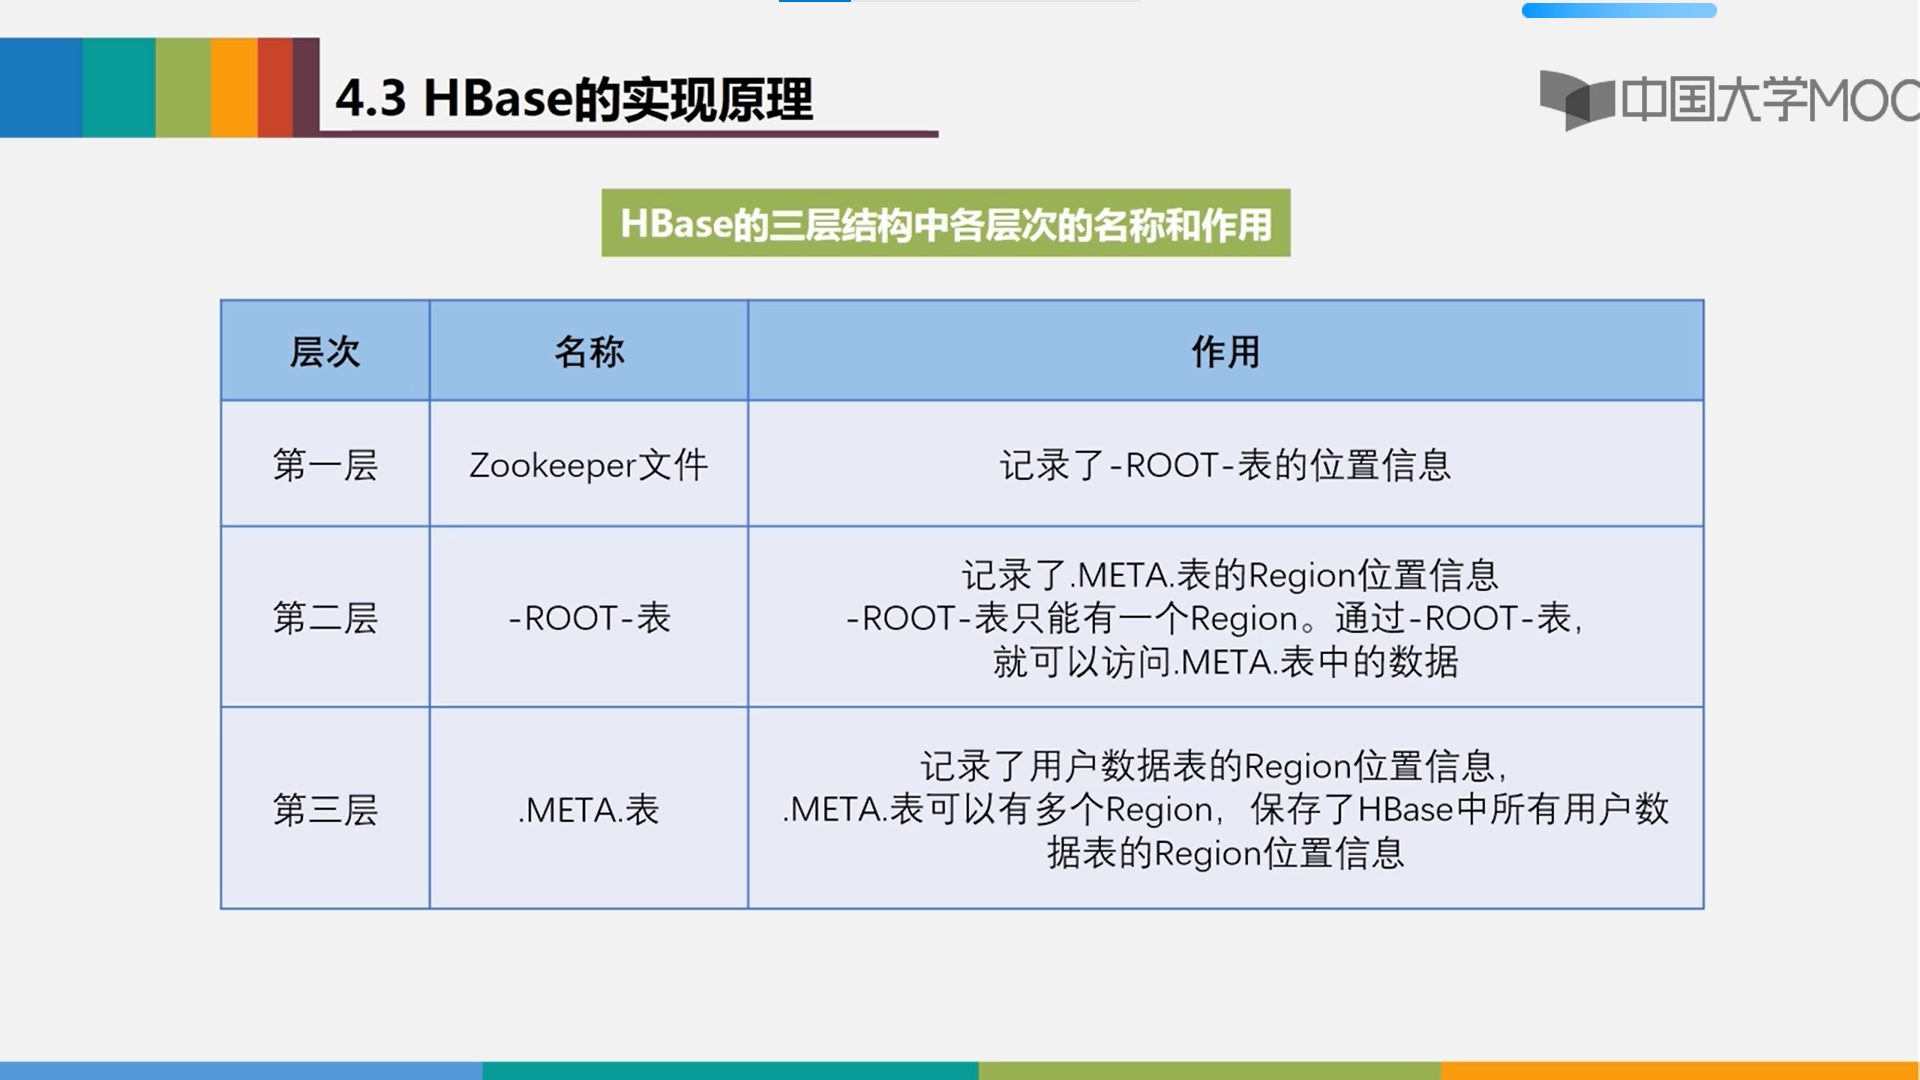 4.3 HBase的实现原理
中国大学MOO
HBase的三层结构中各层次的名称和作用
层次 名称 作用
第一层 Zookeeper文件 记录了-ROOT-表的位置信息
第二层 -ROOT-表 记录了.META.表的Region位置信息
-ROOT-表只能有一个Region。通过-ROOT-表，
就可以访问.META.表中的数据
第三层 .META.表 记录了用户数据表的Region位置信息，
.META.表可以有多个Region，保存了HBase中所有用户数
据表的Region位置信息